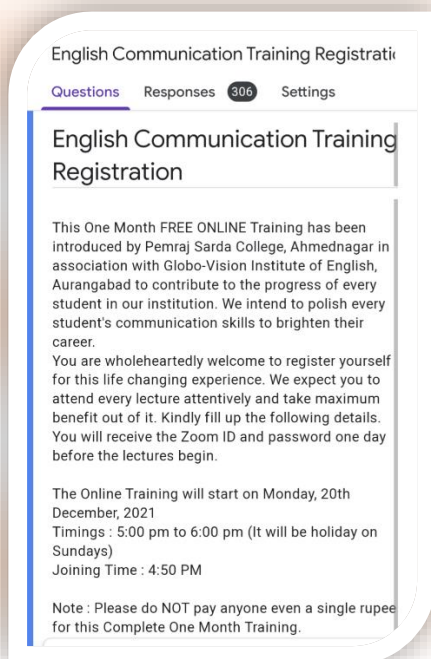 English Communication Training Registratio
Questions Responses 306 Settings
English Communication Training
Registration
This One Month FREE ONLINE Training has been
introduced by Pemraj Sarda College, Ahmednagar in
association with Globo-Vision Institute of English,
Aurangabad to contribute to the progress of every
student in our institution. We intend to polish every
student's communication skills to brighten their
career.
You are wholeheartedly welcome to register yourself
for this life changing experience. We expect you to
attend every lecture attentively and take maximum
benefit out of it. Kindly fill up the following details.
You will receive the Zoom ID and password one day
before the lectures begin.
The Online Training will start on Monday, 20th
December, 2021
Timings : 5:00 pm to 6:00 pm (It will be holiday on
Sundays)
Joining Time : 4:50 PM
Note : Please do NOT pay anyone even a single rupee
for this Complete One Month Training.